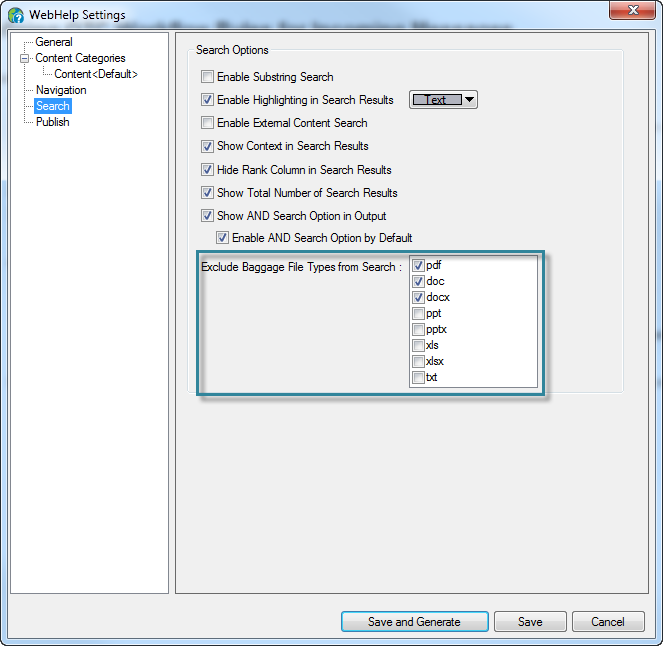 WebHelp Settings
General
Content Categories
Content<Default>
Navigation
Search
Publish
Search Options
Enable Substring Search
Enable Highlighting in Search Results
Text
Enable External Content Search
Show Context in Search Results
Hide Rank Column in Search Results
Show Total Number of Search Results
Show AND Search Option in Output
Enable AND Search Option by Default
Exclude Baggage File Types from Search :
pdf
doc
docx
ppt
pptx
xls
xlsx
txt
Save and Generate
Save
Cancel